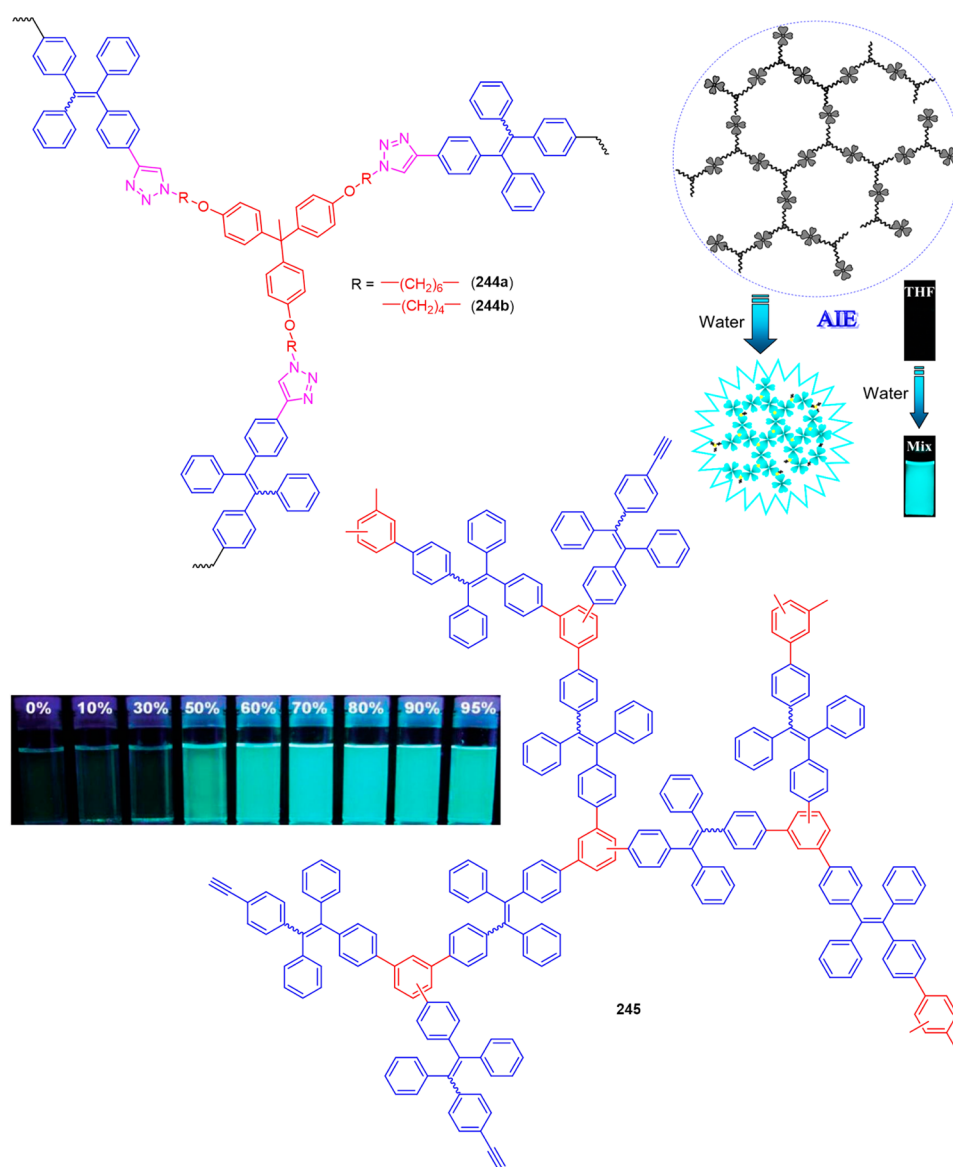 N
N
N
R
O
N
N
N
R
O
R = —(CH₂)₆— (244a)
—(CH₂)₄— (244b)
O
R
N
N
N
THF
Water
AIE
Water
Mix
0% 10% 30% 50% 60% 70% 80% 90% 95%
245